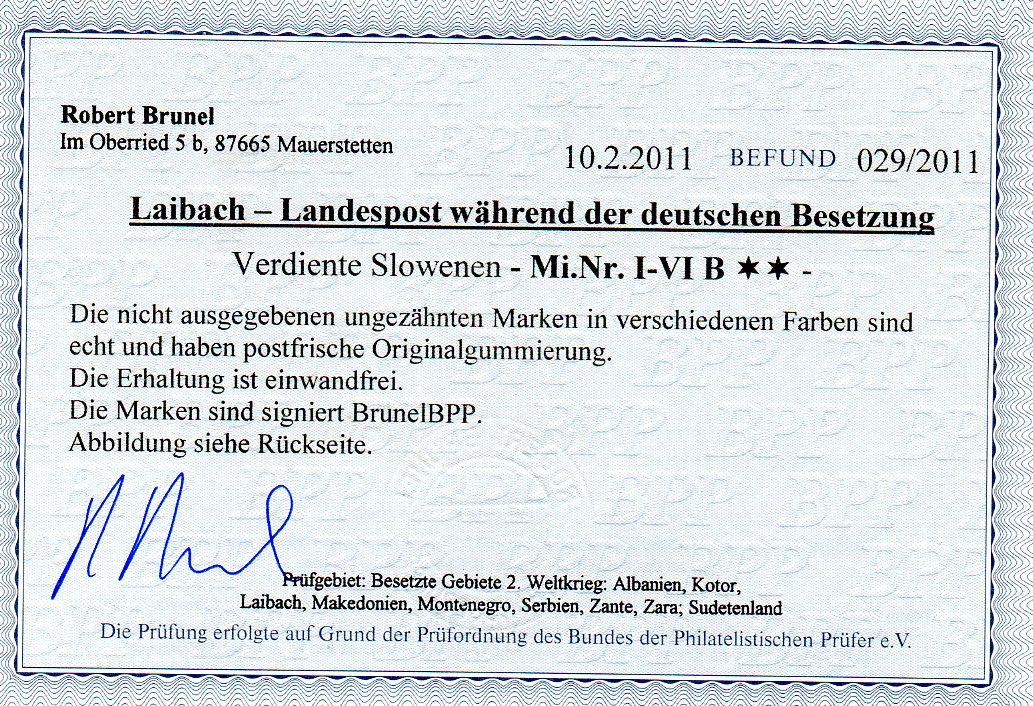 Robert Brunel
Im Oberried 5 b, 87665 Mauerstetten
10.2.2011 BEFUND 029/2011
Laibach – Landespost während der deutschen Besetzung
Verdiente Slowenen - Mi.Nr. I-VI B ✶ ✶ -
Die nicht ausgegebenen ungezähnten Marken in verschiedenen Farben sind
echt und haben postfrische Originalgummierung.
Die Erhaltung ist einwandfrei.
Die Marken sind signiert BrunelBPP.
Abbildung siehe Rückseite.
Prüfgebiet: Besetzte Gebiete 2. Weltkrieg: Albanien, Kotor,
Laibach, Makedonien, Montenegro, Serbien, Zante, Zara; Sudetenland
Die Prüfung erfolgte auf Grund der Prüfordnung des Bundes der Philatelistischen Prüfer e.V.